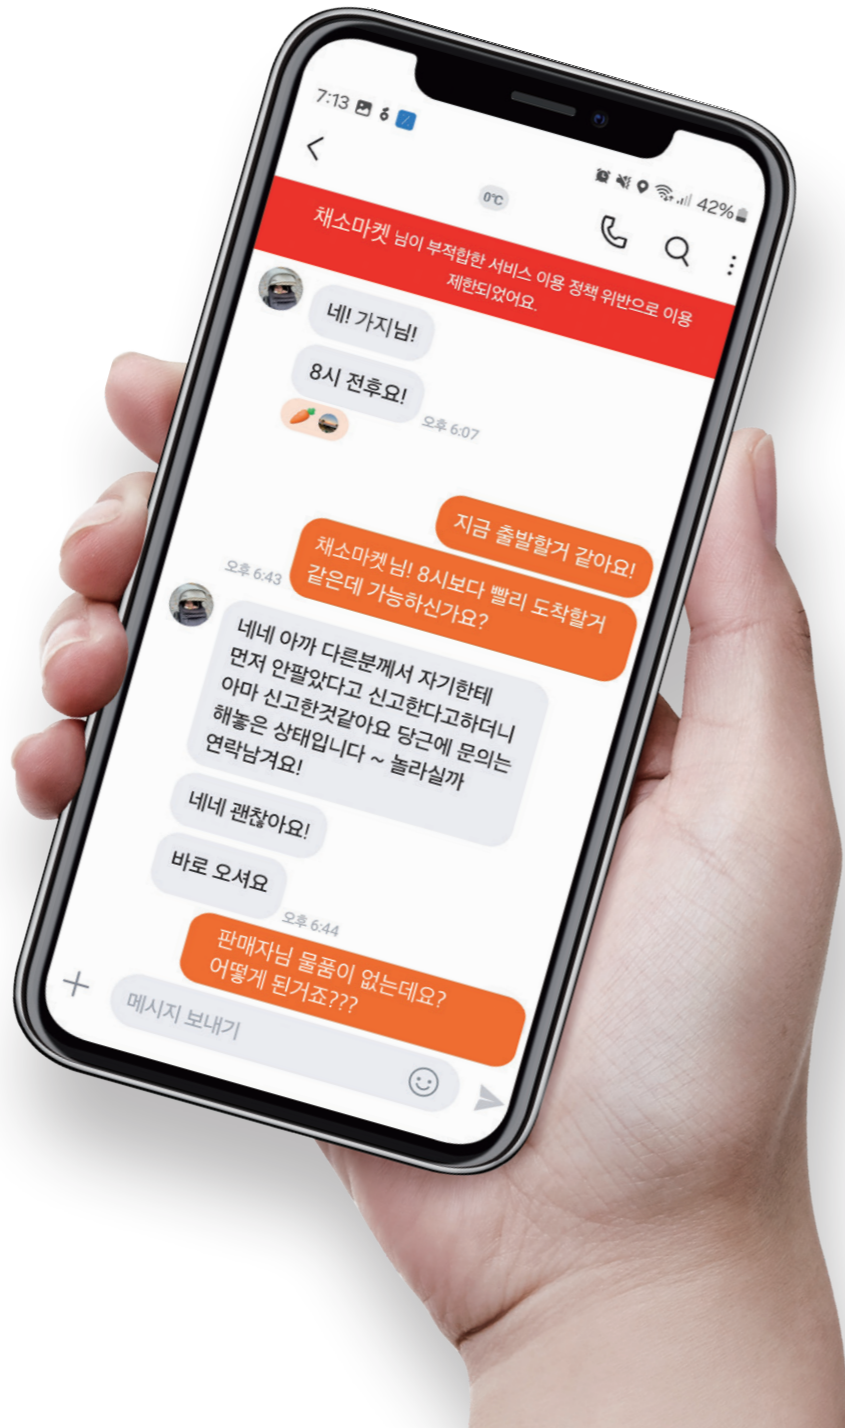 7:13
42%
0°C
채소마켓 님이 부적합한 서비스 이용 정책 위반으로 이용
제한되었어요.
네! 가지님!
8시 전후요!
오후 6:07
지금 출발할거 같아요!
채소마켓님! 8시보다 빨리 도착할거
같은데 가능하신가요?
오후 6:43
네네 아까 다른분께서 자기한테
먼저 안팔았다고 신고한다고하더니
아마 신고한것같아요 당근에 문의는
해놓은 상태입니다 ~ 놀라실까
연락남겨요!
네네 괜찮아요!
바로 오셔요
오후 6:44
판매자님 물품이 없는데요?
어떻게 된거죠???
메시지 보내기